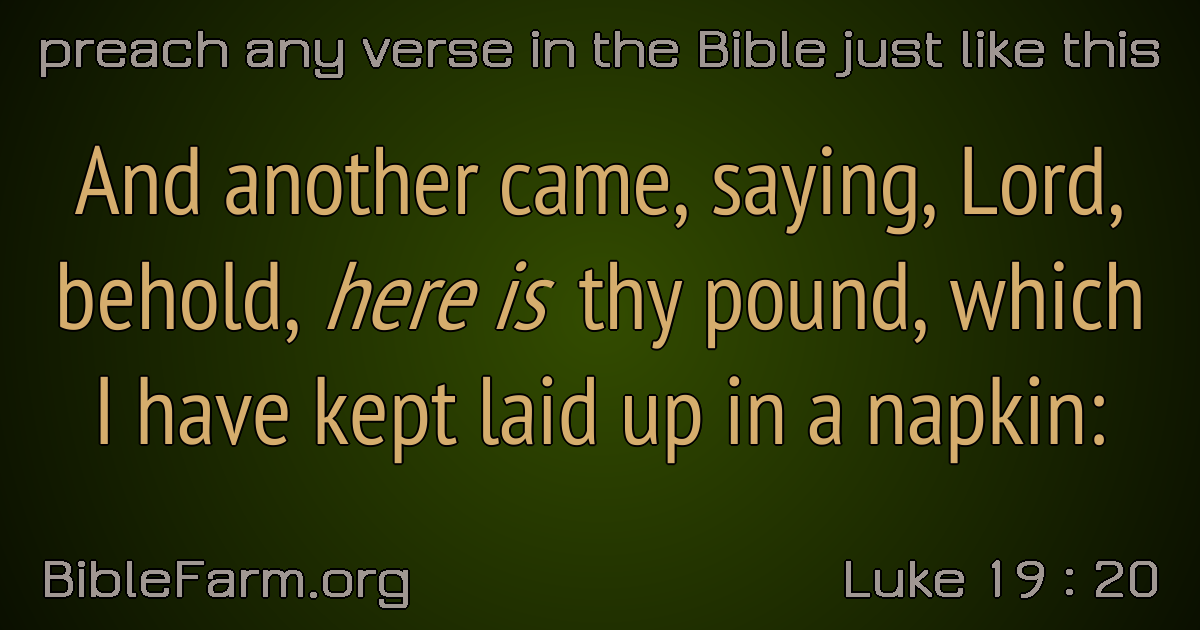 preach any verse in the Bible just like this
And another came, saying, Lord,
behold, here is thy pound, which
I have kept laid up in a napkin:
BibleFarm.org
Luke 19 : 20